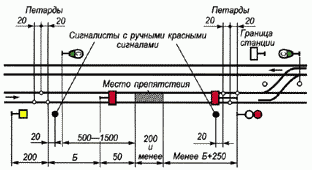 Петарды
Петарды
20
20
20
20
Сигналисты с ручными красными
сигналами
Граница
станции
Место препятствия
20
500—1500
200
и
менее
20
200
Б
50
Менее Б+250